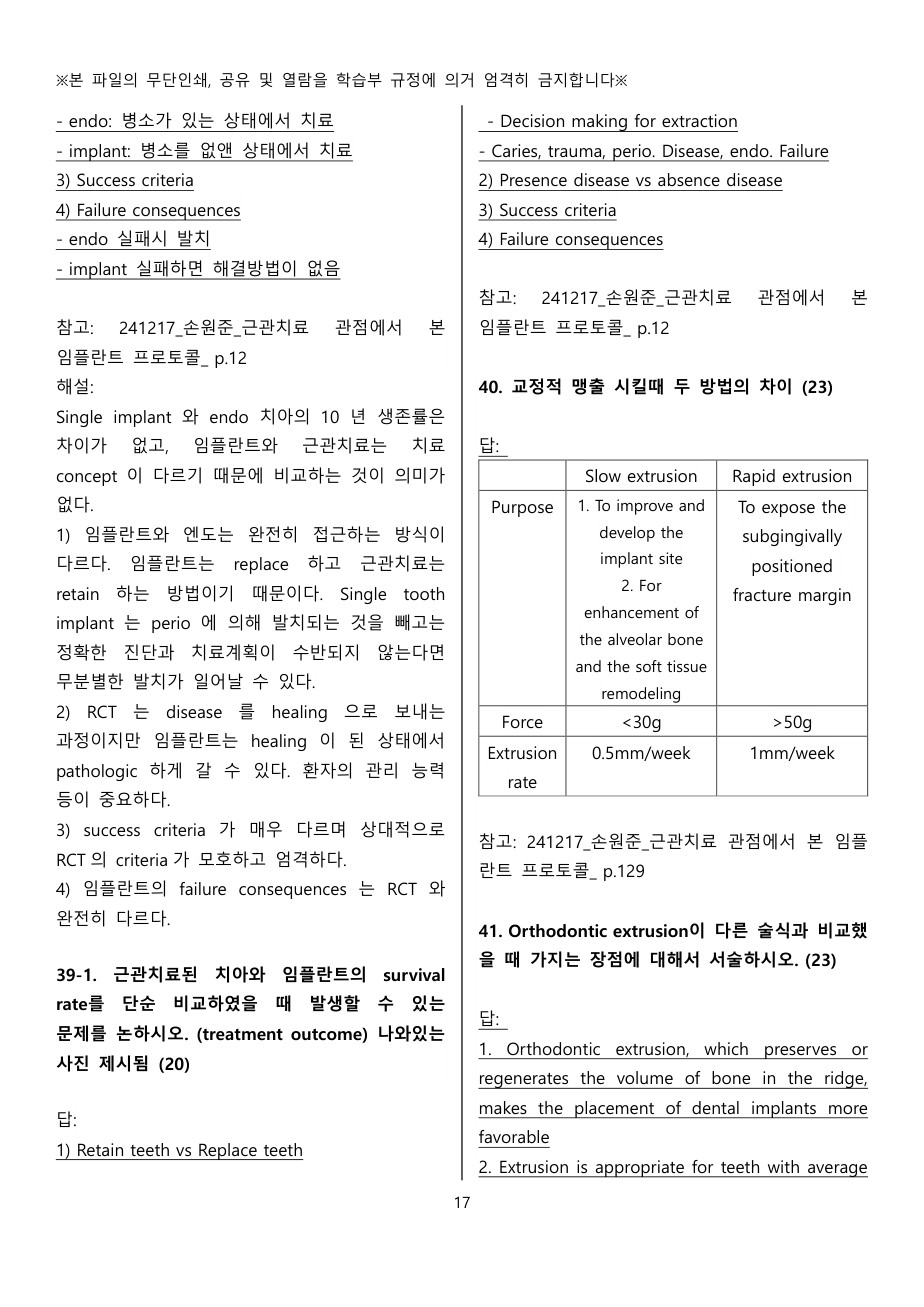 ※본 파일의 무단인쇄, 공유 및 열람을 학습부 규정에 의거 엄격히 금지합니다※
- endo: 병소가 있는 상태에서 치료
- implant: 병소를 없앤 상태에서 치료
3) Success criteria
4) Failure consequences
- endo 실패시 발치
- implant 실패하면 해결방법이 없음
참고: 241217_손원준_근관치료 관점에서 본
임플란트 프로토콜_ p.12
해설:
Single implant 와 endo 치아의 10 년 생존률은
차이가 없고, 임플란트와 근관치료는 치료
concept 이 다르기 때문에 비교하는 것이 의미가
없다.
1) 임플란트와 엔도는 완전히 접근하는 방식이
다르다. 임플란트는 replace 하고 근관치료는
retain 하는 방법이기 때문이다. Single tooth
implant 는 perio 에 의해 발치되는 것을 빼고는
정확한 진단과 치료계획이 수반되지 않는다면
무분별한 발치가 일어날 수 있다.
2) RCT 는 disease 를 healing 으로 보내는
과정이지만 임플란트는 healing 이 된 상태에서
pathologic 하게 갈 수 있다. 환자의 관리 능력
등이 중요하다.
3) success criteria 가 매우 다르며 상대적으로
RCT 의 criteria 가 모호하고 엄격하다.
4) 임플란트의 failure consequences 는 RCT 와
완전히 다르다.
39-1. 근관치료된 치아와 임플란트의 survival
rate를 단순 비교하였을 때 발생할 수 있는
문제를 논하시오. (treatment outcome) 나와있는
사진 제시됨 (20)
답:
1) Retain teeth vs Replace teeth
- Decision making for extraction
- Caries, trauma, perio. Disease, endo. Failure
2) Presence disease vs absence disease
3) Success criteria
4) Failure consequences
참고: 241217_손원준_근관치료 관점에서 본
임플란트 프로토콜_ p.12
40. 교정적 맹출 시킬때 두 방법의 차이 (23)
답:
Slow extrusion Rapid extrusion
Purpose 1. To improve and To expose the
develop the subgingivally
implant site positioned
2. For fracture margin
enhancement of
the alveolar bone
and the soft tissue
remodeling
Force <30g >50g
Extrusion 0.5mm/week 1mm/week
rate
참고: 241217_손원준_근관치료 관점에서 본 임플
란트 프로토콜_ p.129
41. Orthodontic extrusion이 다른 술식과 비교했
을 때 가지는 장점에 대해서 서술하시오. (23)
답:
1. Orthodontic extrusion, which preserves or
regenerates the volume of bone in the ridge,
makes the placement of dental implants more
favorable
2. Extrusion is appropriate for teeth with average
17